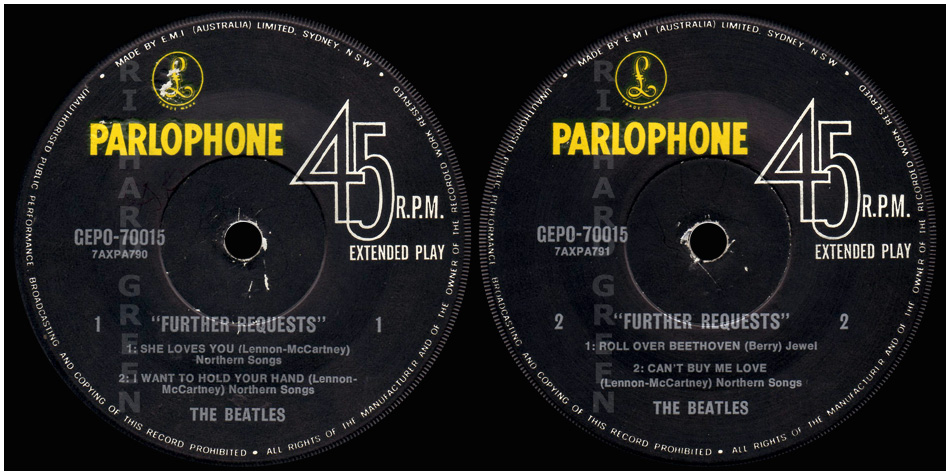 MADE BY E.M.I (AUSTRALIA) LIMITED, SYDNEY, N.S.W.
UNAUTHORISED PUBLIC PERFORMANCE BROADCASTING AND COPYING OF THIS RECORD PROHIBITED • ALL RIGHTS OF THE MANUFACTURER AND OF THE OWNER OF THE RECORDED WORK RESERVED
£
TRADE MARK
PARLOPHONE
45
R.P.M.
EXTENDED PLAY
GEPO-70015
7AXPA790
1 "FURTHER REQUESTS" 1
1: SHE LOVES YOU (Lennon-McCartney)
Northern Songs
2: I WANT TO HOLD YOUR HAND (Lennon-
McCartney) Northern Songs
THE BEATLES
RICHARD GREEN
MADE BY E.M.I (AUSTRALIA) LIMITED, SYDNEY, N.S.W.
UNAUTHORISED PUBLIC PERFORMANCE BROADCASTING AND COPYING OF THIS RECORD PROHIBITED • ALL RIGHTS OF THE MANUFACTURER AND OF THE OWNER OF THE RECORDED WORK RESERVED
£
TRADE MARK
PARLOPHONE
45
R.P.M.
EXTENDED PLAY
GEPO-70015
7AXPA791
2 "FURTHER REQUESTS" 2
1: ROLL OVER BEETHOVEN (Berry) Jewel
2: CAN'T BUY ME LOVE
(Lennon-McCartney) Northern Songs
THE BEATLES
RICHARD GREEN